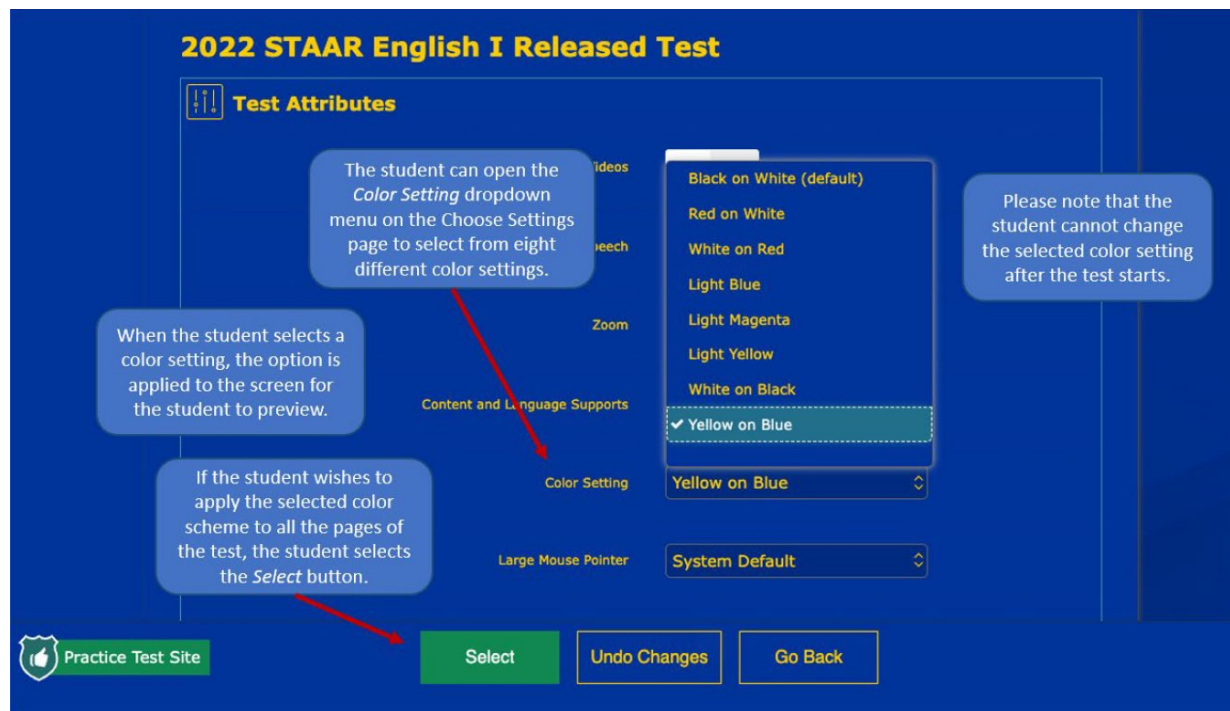 2022 STAAR English I Released Test
Test Attributes
The student can open the
Color Setting dropdown
menu on the Choose Settings
page to select from eight
different color settings.
Black on White (default)
Red on White
White on Red
Light Blue
Light Magenta
Light Yellow
White on Black
Yellow on Blue
Please note that the
student cannot change
the selected color setting
after the test starts.
Zoom
When the student selects a
color setting, the option is
applied to the screen for
the student to preview.
Content and Language Supports
If the student wishes to
apply the selected color
scheme to all the pages of
the test, the student selects
the Select button.
Color Setting
Yellow on Blue
Large Mouse Pointer
System Default
Practice Test Site
Select
Undo Changes
Go Back